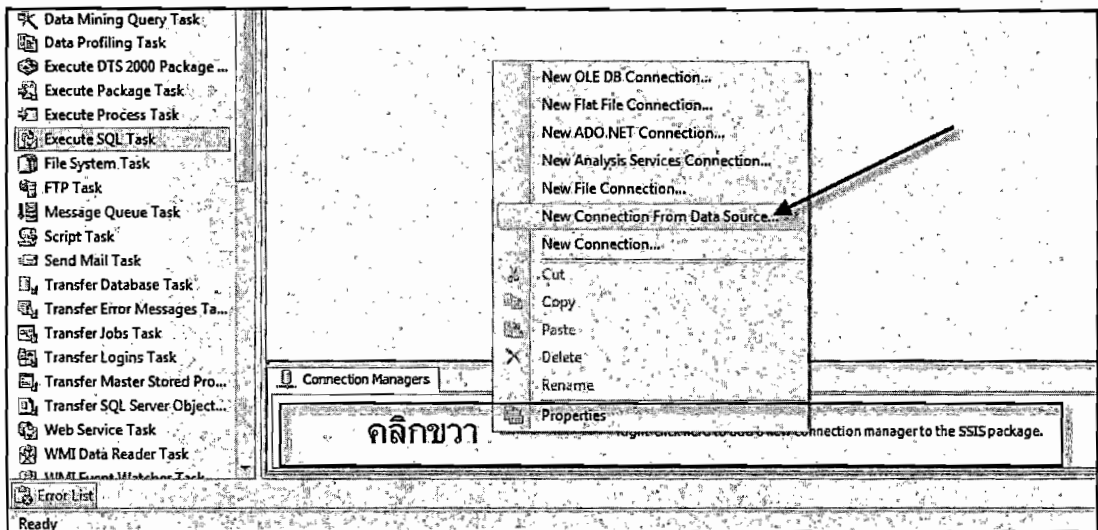 Data Mining Query Task
Data Profiling Task
Execute DTS 2000 Package ...
Execute Package Task
Execute Process Task
Execute SQL Task
File System Task
FTP Task
Message Queue Task
Script Task
Send Mail Task
Transfer Database Task
Transfer Error Messages Ta...
Transfer Jobs Task
Transfer Logins Task
Transfer Master Stored Pro...
Transfer SQL Server Object...
Web Service Task
WMI Data Reader Task
WMI Event Watcher Task
New OLE DB Connection...
New Flat File Connection...
New ADO.NET Connection...
New Analysis Services Connection...
New File Connection...
New Connection From Data Source...
New Connection...
Cut
Copy
Paste
Delete
Rename
Properties
Connection Managers
คลิกขวา
connection manager to the SSIS package.
Error List
Ready